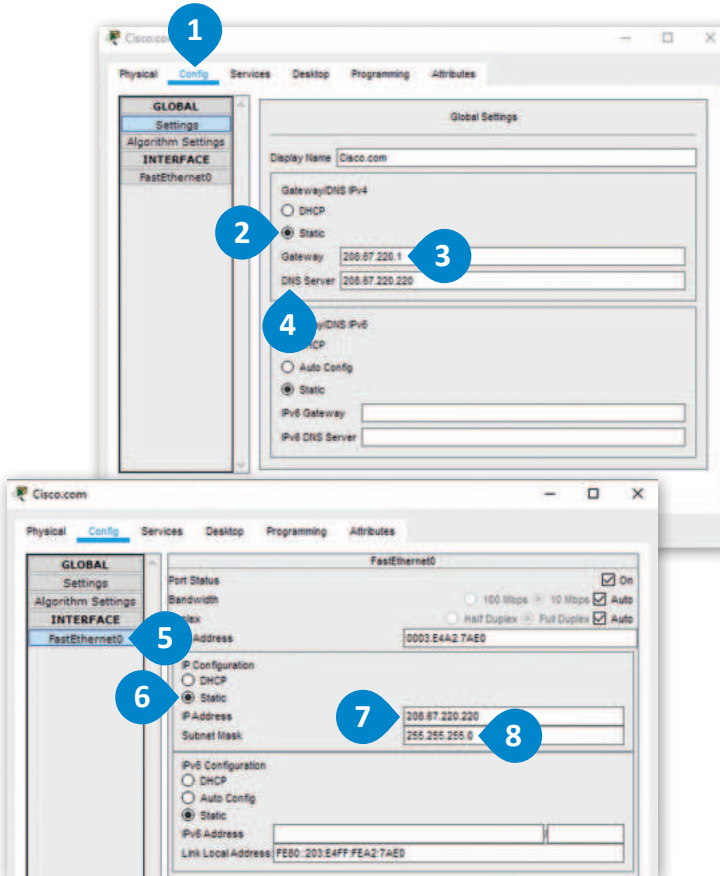 1
Cisco.co
Physical Config Services Desktop Programming Attributes
GLOBAL
Settings
Algorithm Settings
INTERFACE
FastEthernet0
Global Settings
Display Name Cisco.com
Gateway/DNS IPv4
DHCP
2
Static
Gateway 208.67.220.1
3
DNS Server 208.67.220.220
4
y/DNS IPv6
HCP
Auto Config
Static
IPv6 Gateway
IPv6 DNS Server
Cisco.com
Physical Config Services Desktop Programming Attributes
GLOBAL
Settings
Algorithm Settings
INTERFACE
FastEthernet0
5
FastEthernet0
Port Status On
Bandwidth 100 Mbps 10 Mbps Auto
plex Half Duplex Full Duplex Auto
Address 0003.E4A2.7AE0
IP Configuration
DHCP
6
Static
IP Address 208.67.220.220
7
Subnet Mask 255.255.255.0
8
IPv6 Configuration
DHCP
Auto Config
Static
IPv6 Address /
Link Local Address: FE80::203:E4FF:FEA2:7AE0